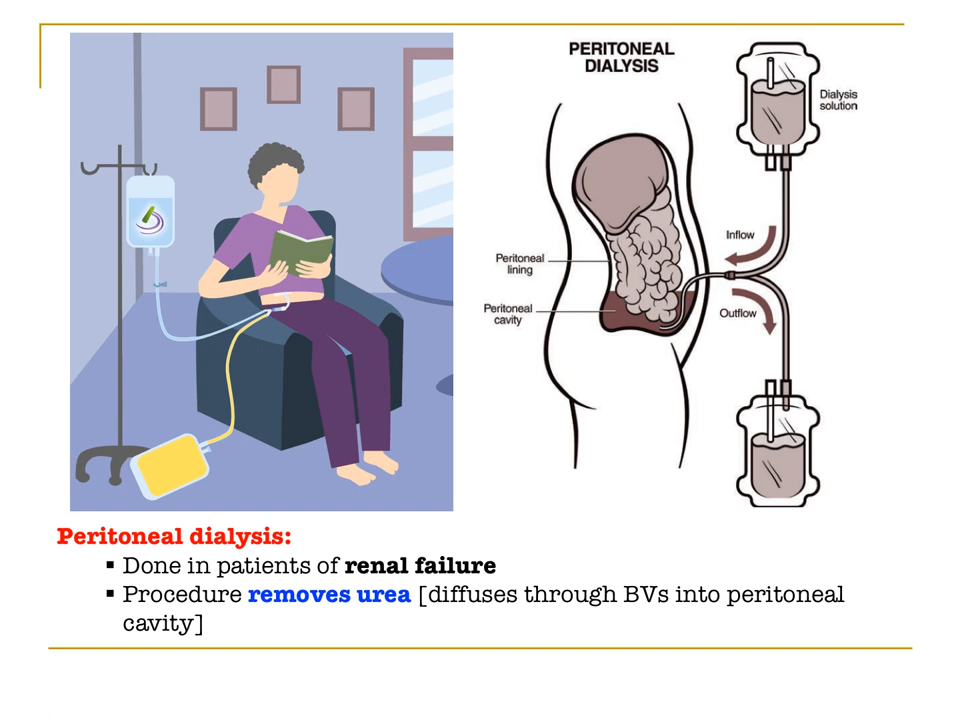 PERITONEAL
DIALYSIS
Dialysis
solution
Inflow
Peritoneal
lining
Peritoneal
cavity
Outflow
Peritoneal dialysis:
▪ Done in patients of renal failure
▪ Procedure removes urea [diffuses through BVs into peritoneal
cavity]